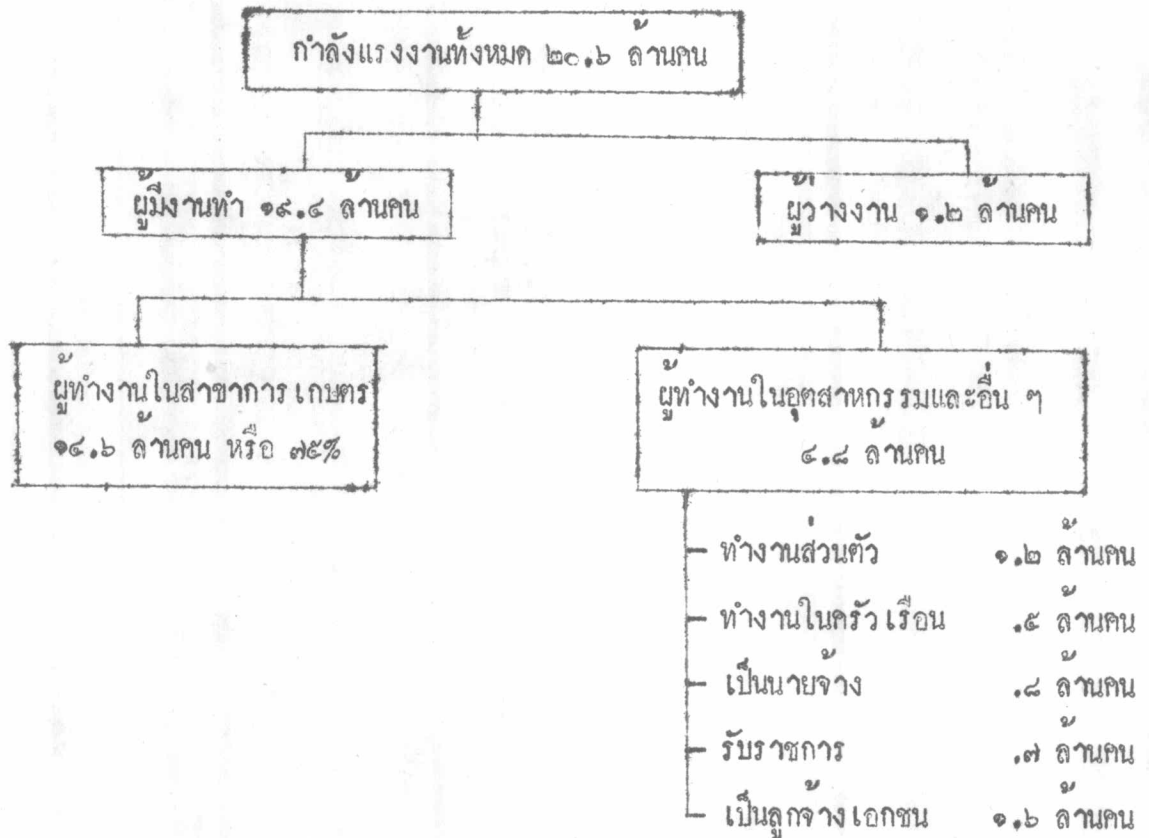 กำลังแรงงานทั้งหมด ๒๐.๖ ล้านคน
ผู้มีงานทำ ๑๙.๔ ล้านคน
ผู้ว่างงาน ๑.๒ ล้านคน
ผู้ทำงานในสาขาการเกษตร
๑๔.๖ ล้านคน หรือ ๗๕%
ผู้ทำงานในอุตสาหกรรมและอื่น ๆ
๔.๘ ล้านคน
ทำงานส่วนตัว ๑.๒ ล้านคน
ทำงานในครัวเรือน .๕ ล้านคน
เป็นนายจ้าง .๘ ล้านคน
รับราชการ .๗ ล้านคน
เป็นลูกจ้างเอกชน ๑.๖ ล้านคน